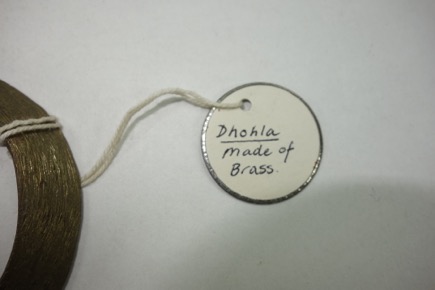 Dhohla
made of
Brass.